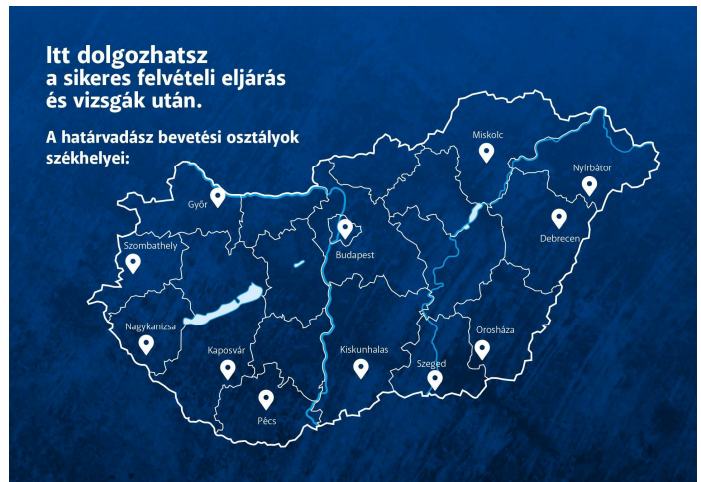 Itt dolgozhatsz
a sikeres felvételi eljárás
és vizsgák után.
A határvadász bevetési osztályok
székhelyei:
Miskolc
Nyírbátor
Győr
Debrecen
Szombathely
Budapest
Nagykanizsa
Orosháza
Kaposvár
Kiskunhalas
Szeged
Pécs